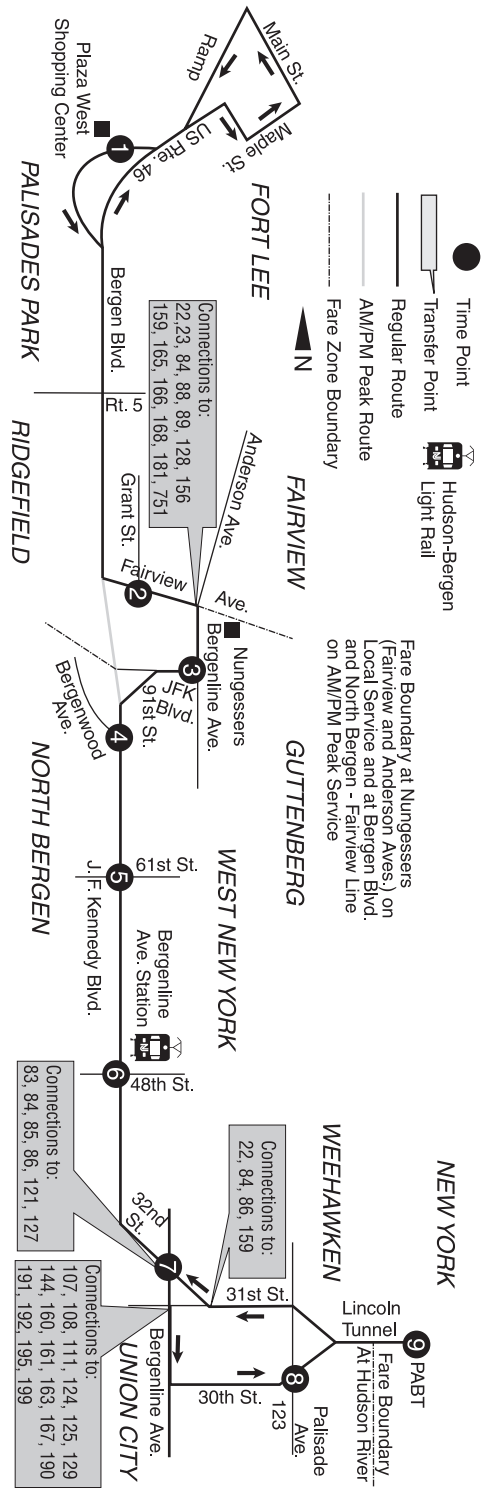 Time Point
Transfer Point
Regular Route
AM/PM Peak Route
Fare Zone Boundary
Hudson-Bergen
Light Rail
N
Fare Boundary at Nungessers
(Fairview and Anderson Aves.) on
Local Service and at Bergen Blvd.
and North Bergen - Fairview Line
on AM/PM Peak Service
Main St.
Ramp
Maple St.
US Rte. 46
Plaza West
Shopping Center
1
PALISADES PARK
FORT LEE
Bergen Blvd.
Rt. 5
RIDGEFIELD
Connections to:
22,23, 84, 88, 89, 128, 156
159, 165, 166, 168, 181, 751
Anderson Ave.
FAIRVIEW
Grant St.
Fairview
Ave.
2
Nungessers
Bergenline Ave.
3
JFK
Blvd.
91st St.
Bergenwood
Ave.
4
GUTTENBERG
NORTH BERGEN
61st St.
5
J. F. Kennedy Blvd.
WEST NEW YORK
Bergenline
Ave. Station
6
48th St.
Connections to:
83, 84, 85, 86, 121, 127
32nd
St.
7
Connections to:
22, 84, 86, 159
WEEHAWKEN
31st St.
Bergenline Ave.
30th St.
UNION CITY
Connections to:
107, 108, 111, 124, 125, 129
144, 160, 161, 163, 167, 190
191, 192, 195, 199
8
Palisade
Ave.
123
Lincoln
Tunnel
NEW YORK
9
PABT
Fare Boundary
At Hudson River